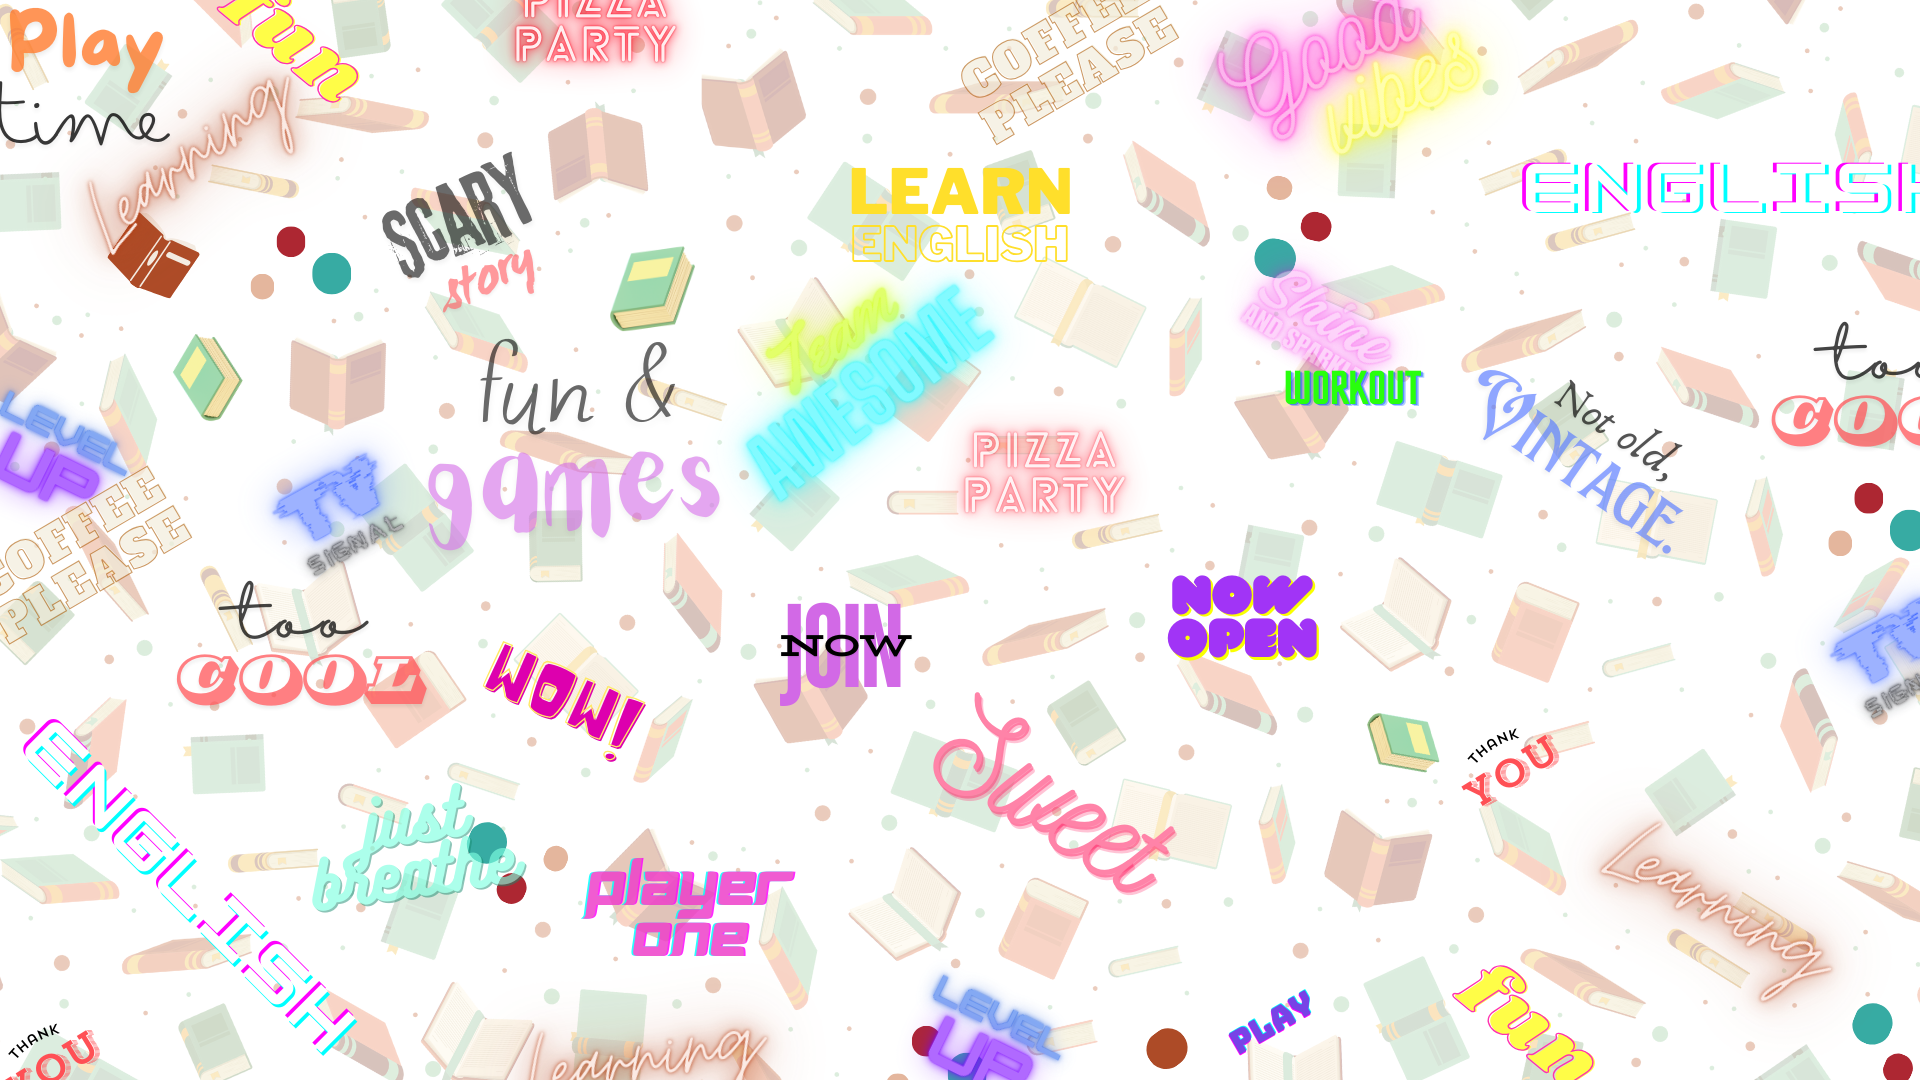 Play
time
fun
Learning
PIZZA
PARTY
COFFEE
PLEASE
Good
vibes
ENGLISH
SCARY
story
LEARN
ENGLISH
Team
AWESOME
Shine
AND SPARKLE
WORKOUT
Not old,
VINTAGE.
too
COOL
fun &
games
LEVEL
UP
TV
SIGNAL
PIZZA
PARTY
COFFEE
PLEASE
too
COOL
WOW!
JOIN
NOW
NOW
OPEN
TV
SIGNAL
Sweet
THANK
YOU
ENGLISH
just
breathe
player
one
Learning
THANK
YOU
Learning
LEVEL
UP
PLAY
fun